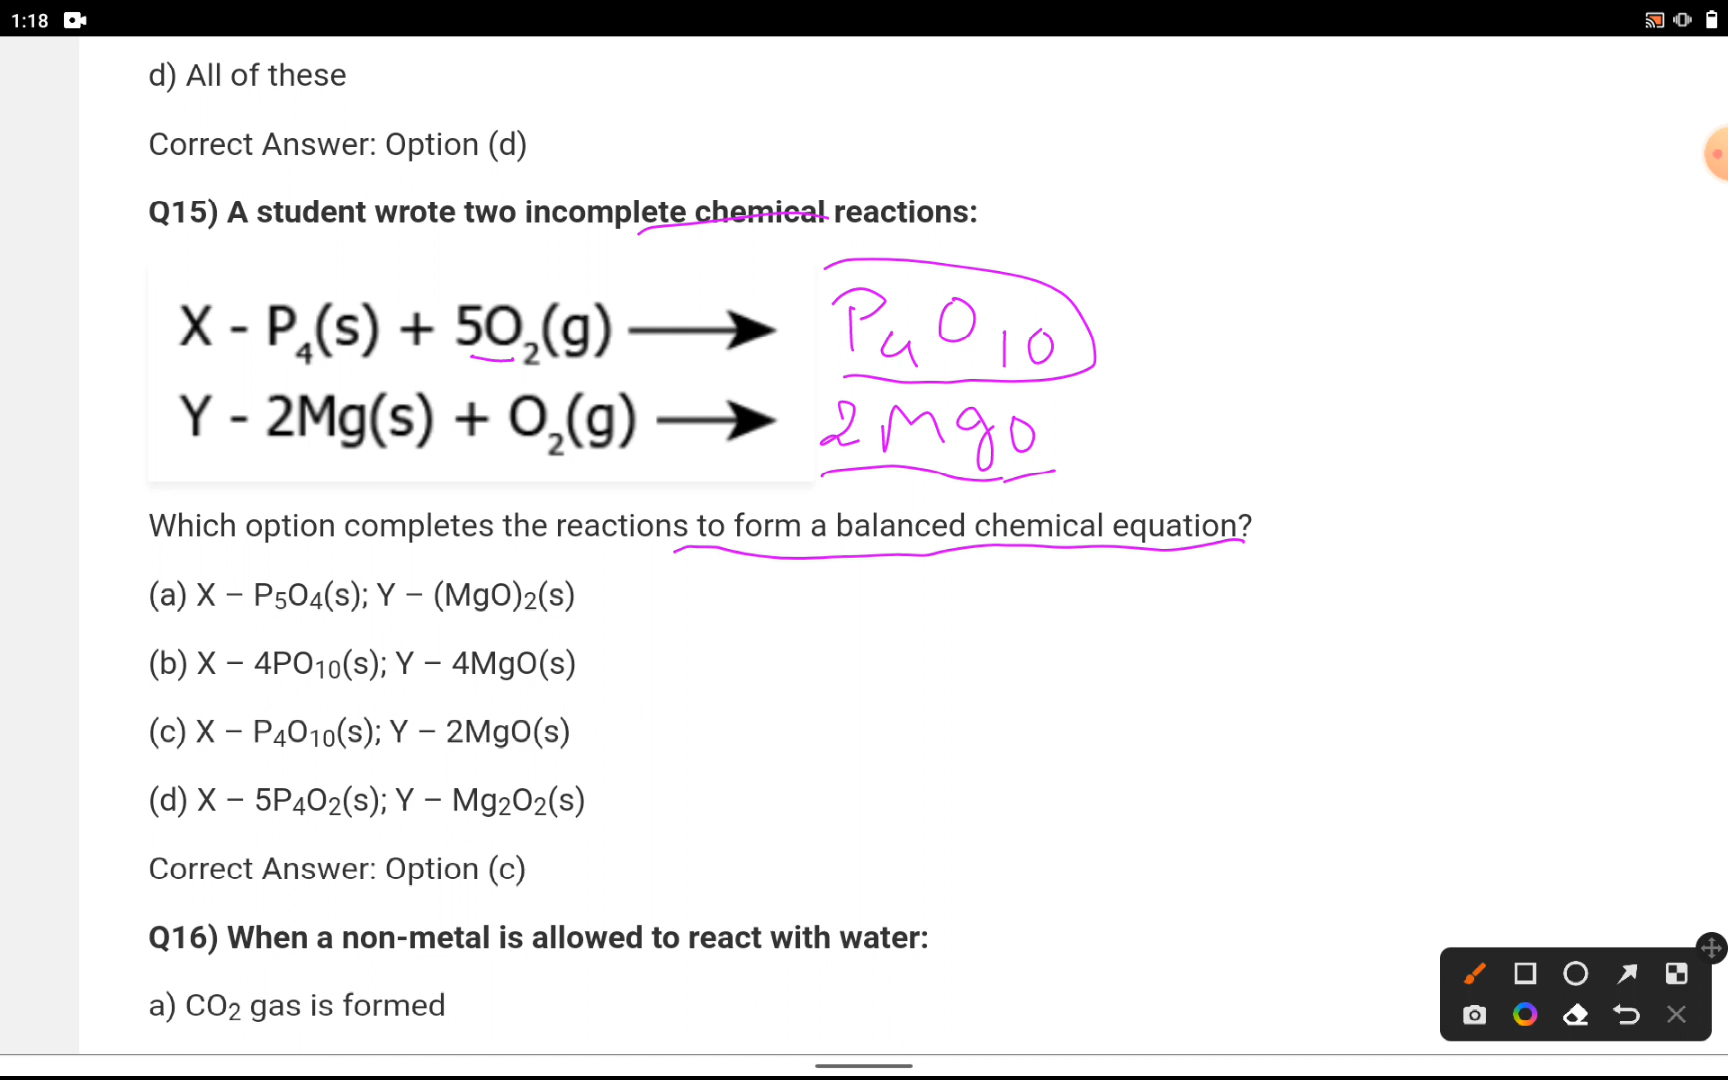 1:18
d) All of these
Correct Answer: Option (d)
Q15) A student wrote two incomplete chemical reactions:
X - P₄(s) + 5O₂(g) ⟶ P₄O₁₀
Y - 2Mg(s) + O₂(g) ⟶ 2MgO
Which option completes the reactions to form a balanced chemical equation?
(a) X – P₅O₄(s); Y – (MgO)₂(s)
(b) X – 4PO₁₀(s); Y – 4MgO(s)
(c) X – P₄O₁₀(s); Y – 2MgO(s)
(d) X – 5P₄O₂(s); Y – Mg₂O₂(s)
Correct Answer: Option (c)
Q16) When a non-metal is allowed to react with water:
a) CO₂ gas is formed